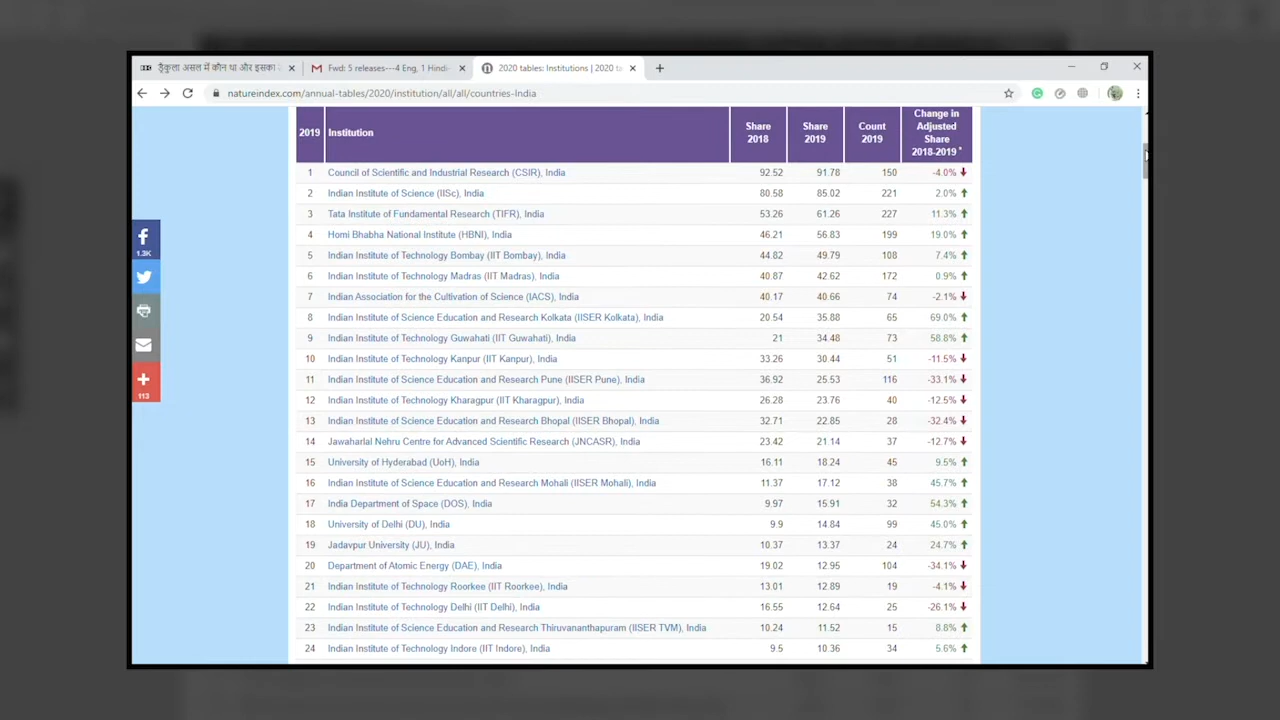 ड्रैकुला असल में कौन था और इसका
Fwd: 5 releases---4 Eng, 1 Hindi-
2020 tables: Institutions | 2020 ta
natureindex.com/annual-tables/2020/institution/all/all/countries-India
2019 Institution Share 2018 Share 2019 Count 2019 Change in Adjusted Share 2018-2019 *
1 Council of Scientific and Industrial Research (CSIR), India 92.52 91.78 150 -4.0%
2 Indian Institute of Science (IISc), India 80.58 85.02 221 2.0%
3 Tata Institute of Fundamental Research (TIFR), India 53.26 61.26 227 11.3%
4 Homi Bhabha National Institute (HBNI), India 46.21 56.83 199 19.0%
5 Indian Institute of Technology Bombay (IIT Bombay), India 44.82 49.79 108 7.4%
6 Indian Institute of Technology Madras (IIT Madras), India 40.87 42.62 172 0.9%
7 Indian Association for the Cultivation of Science (IACS), India 40.17 40.66 74 -2.1%
8 Indian Institute of Science Education and Research Kolkata (IISER Kolkata), India 20.54 35.88 65 69.0%
9 Indian Institute of Technology Guwahati (IIT Guwahati), India 21 34.48 73 58.8%
10 Indian Institute of Technology Kanpur (IIT Kanpur), India 33.26 30.44 51 -11.5%
11 Indian Institute of Science Education and Research Pune (IISER Pune), India 36.92 25.53 116 -33.1%
12 Indian Institute of Technology Kharagpur (IIT Kharagpur), India 26.28 23.76 40 -12.5%
13 Indian Institute of Science Education and Research Bhopal (IISER Bhopal), India 32.71 22.85 28 -32.4%
14 Jawaharlal Nehru Centre for Advanced Scientific Research (JNCASR), India 23.42 21.14 37 -12.7%
15 University of Hyderabad (UoH), India 16.11 18.24 45 9.5%
16 Indian Institute of Science Education and Research Mohali (IISER Mohali), India 11.37 17.12 38 45.7%
17 India Department of Space (DOS), India 9.97 15.91 32 54.3%
18 University of Delhi (DU), India 9.9 14.84 99 45.0%
19 Jadavpur University (JU), India 10.37 13.37 24 24.7%
20 Department of Atomic Energy (DAE), India 19.02 12.95 104 -34.1%
21 Indian Institute of Technology Roorkee (IIT Roorkee), India 13.01 12.89 19 -4.1%
22 Indian Institute of Technology Delhi (IIT Delhi), India 16.55 12.64 25 -26.1%
23 Indian Institute of Science Education and Research Thiruvananthapuram (IISER TVM), India 10.24 11.52 15 8.8%
24 Indian Institute of Technology Indore (IIT Indore), India 9.5 10.36 34 5.6%
1.3K
113